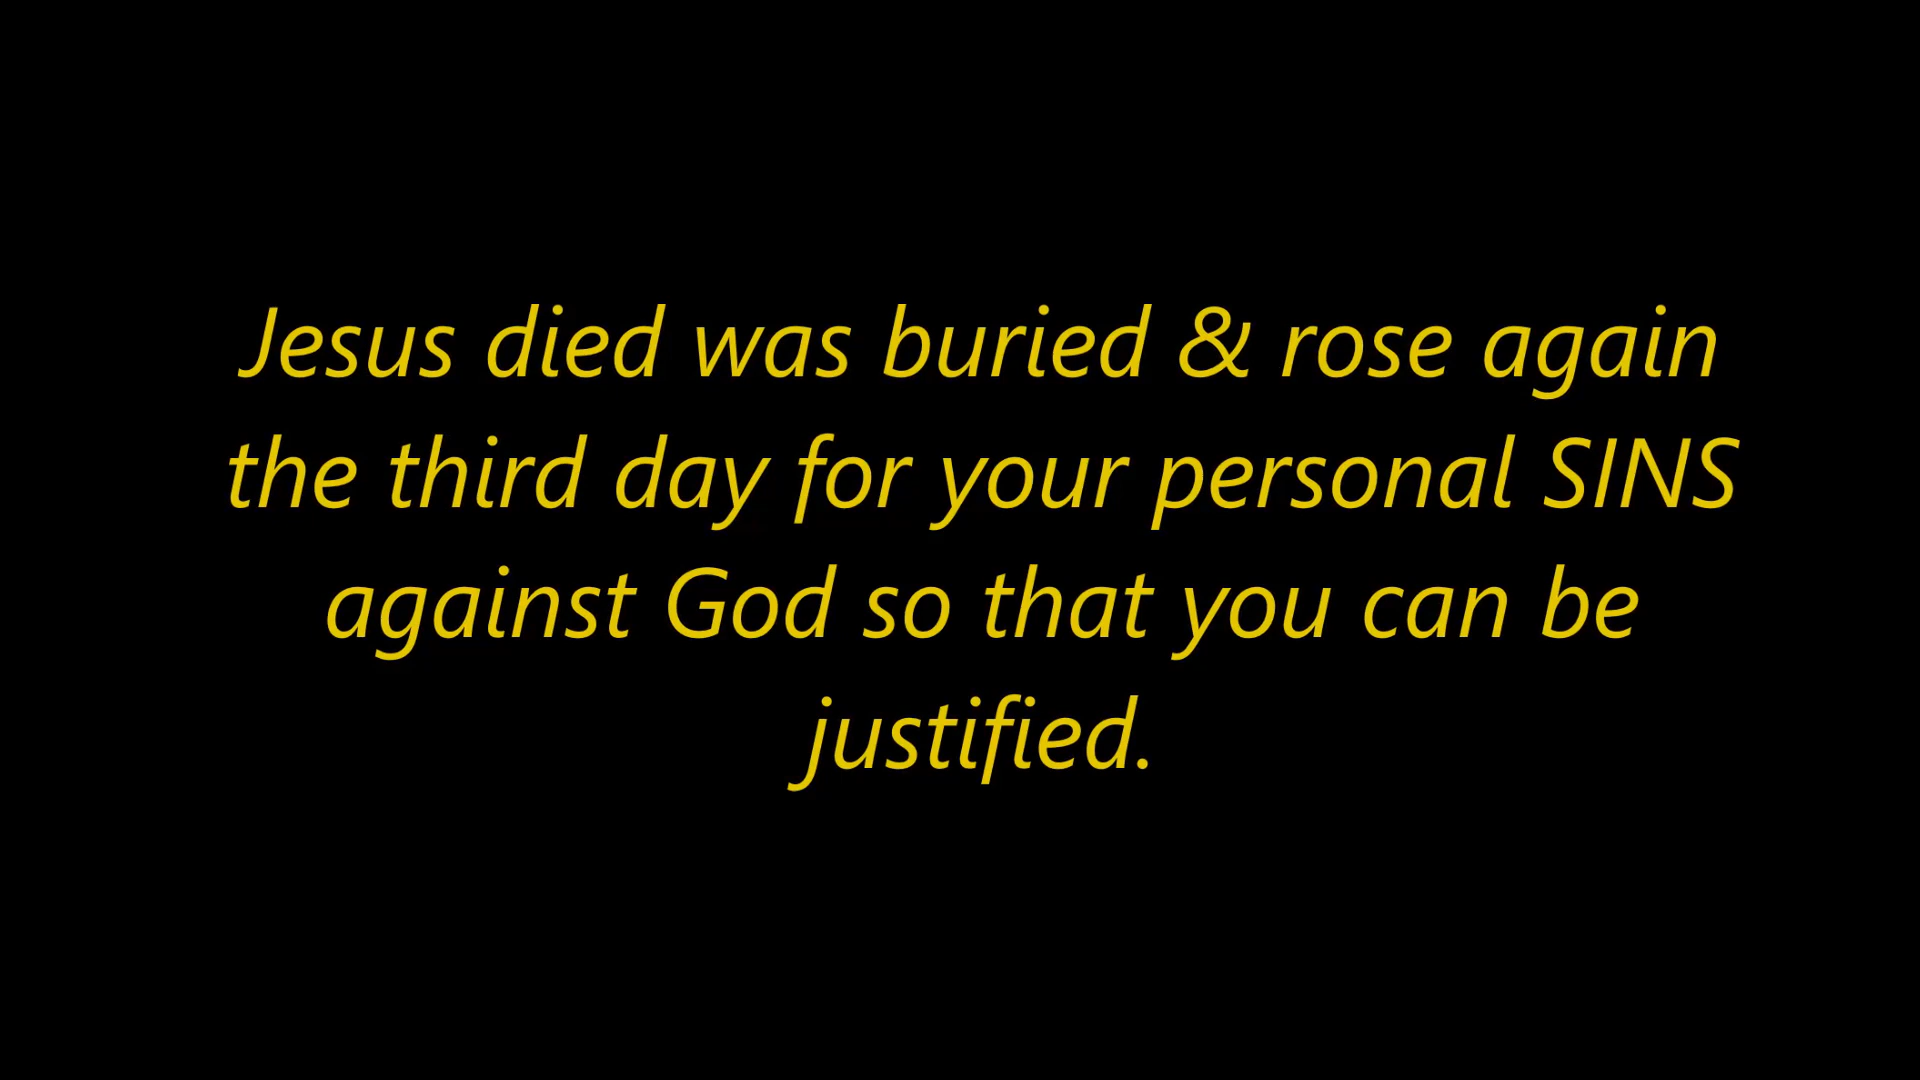 Jesus died was buried & rose again
the third day for your personal SINS
against God so that you can be
justified.